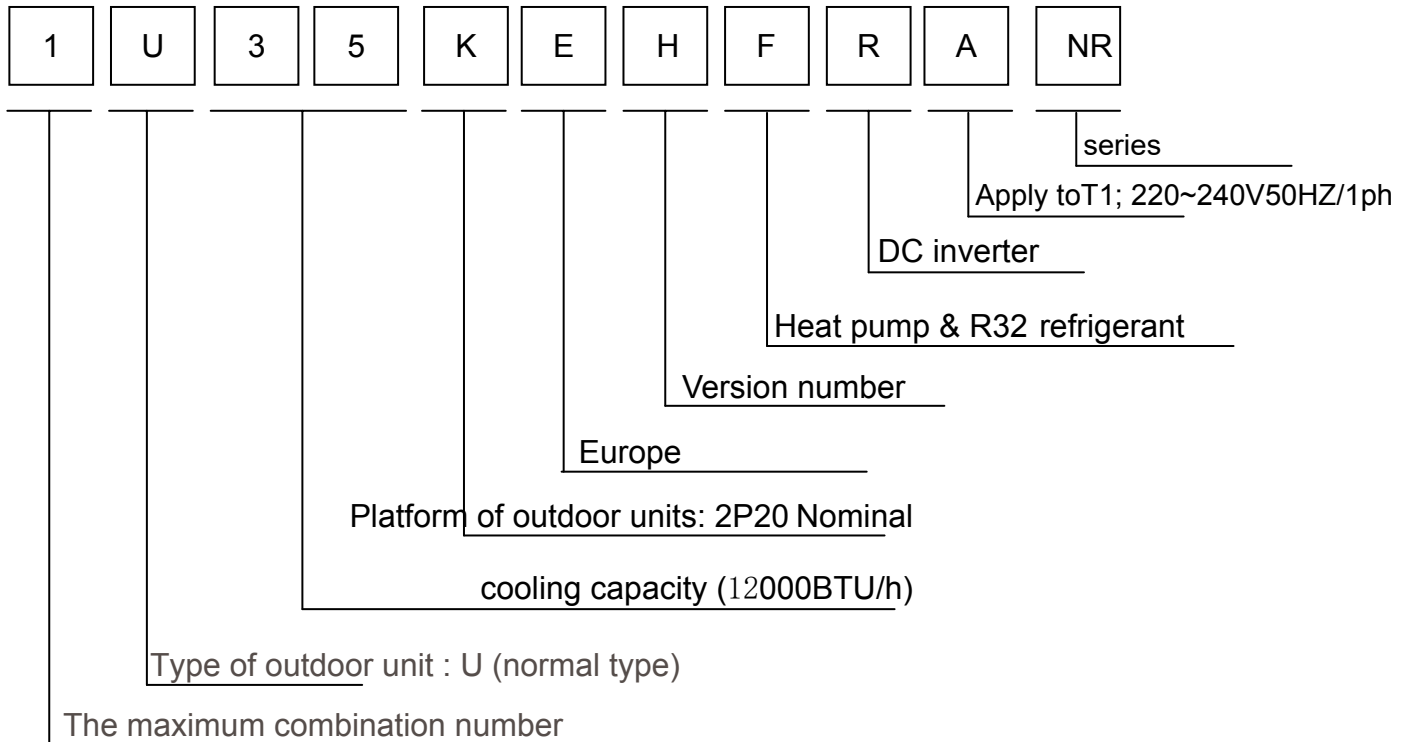 1 U 3 5 K E H F R A NR
series
Apply toT1; 220~240V50HZ/1ph
DC inverter
Heat pump & R32 refrigerant
Version number
Europe
Platform of outdoor units: 2P20 Nominal
cooling capacity (12000BTU/h)
Type of outdoor unit : U (normal type)
The maximum combination number